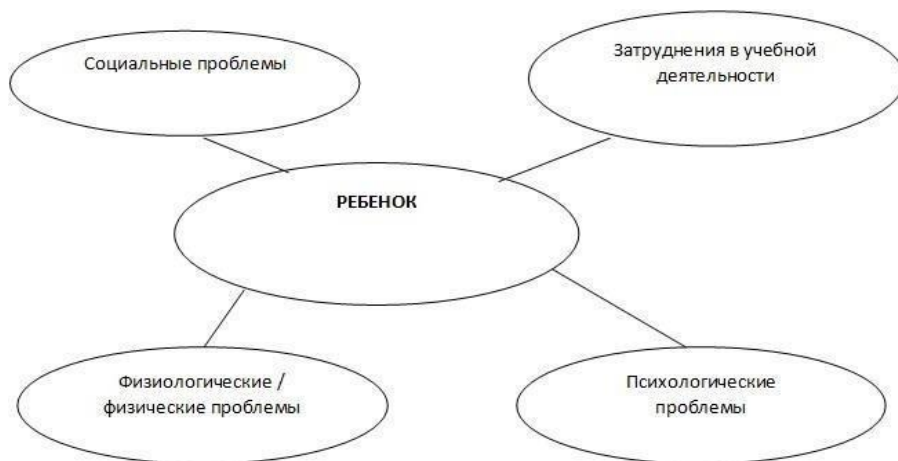 Социальные проблемы
Затруднения в учебной
деятельности
РЕБЕНОК
Физиологические /
физические проблемы
Психологические
проблемы